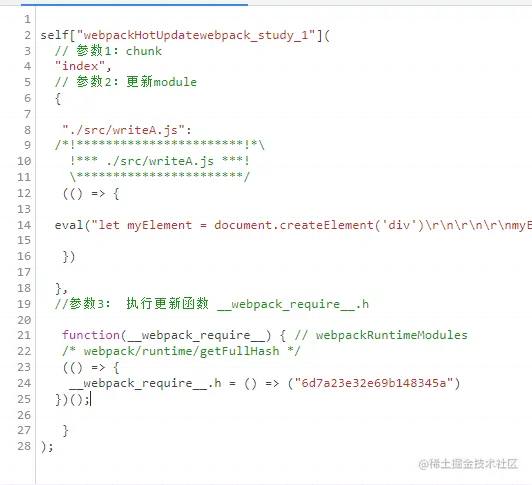 1
2 self["webpackHotUpdatewebpack_study_1"](
3 // 参数1: chunk
4 "index",
5 // 参数2: 更新module
6 {
7
8 "./src/writeA.js":
9 /*!***********************!*\
10 !*** ./src/writeA.js ***!
11 \***********************/
12 (() => {
13
14 eval("let myElement = document.createElement('div')\r\n\r\n\r\nmyE
15
16 })
17
18 },
19 //参数3: 执行更新函数 __webpack_require__.h
20
21 function(__webpack_require__) { // webpackRuntimeModules
22 /* webpack/runtime/getFullHash */
23 (() => {
24 __webpack_require__.h = () => ("6d7a23e32e69b148345a")
25 })();
26
27 }
28 );
@稀土掘金技术社区